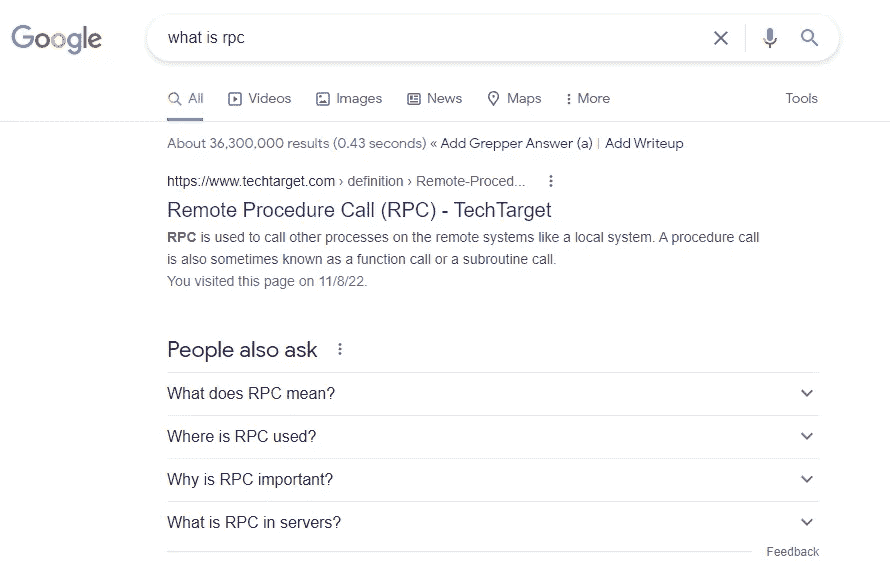 Google
what is rpc
All Videos Images News Maps More Tools
About 36,300,000 results (0.43 seconds) « Add Grepper Answer (a) | Add Writeup
https://www.techtarget.com › definition › Remote-Proced...
Remote Procedure Call (RPC) - TechTarget
RPC is used to call other processes on the remote systems like a local system. A procedure call
is also sometimes known as a function call or a subroutine call.
You visited this page on 11/8/22.
People also ask
What does RPC mean?
Where is RPC used?
Why is RPC important?
What is RPC in servers?
Feedback